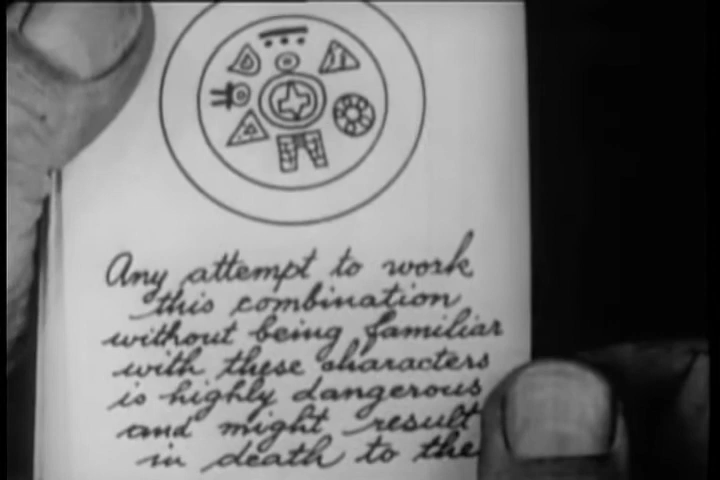 Any attempt to work
this combination
without being familiar
with these characters
is highly dangerous
and might result
in death to the